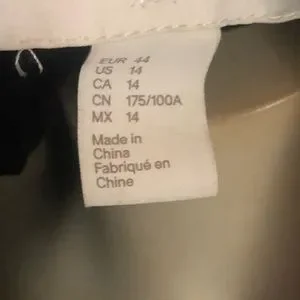 EUR 44
US 14
CA 14
CN 175/100A
MX 14
Made in
China
Fabriqué en
Chine